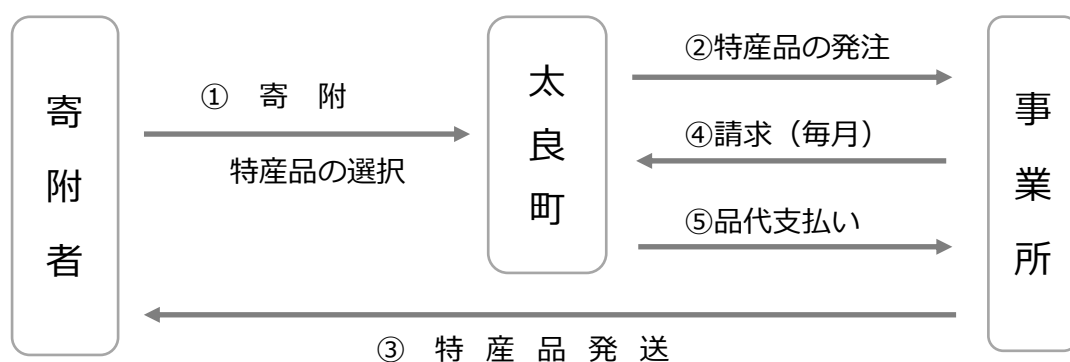 寄附者
① 寄 附
特産品の選択
太良町
②特産品の発注
④請求（毎月）
⑤品代支払い
事業所
③ 特 産 品 発 送